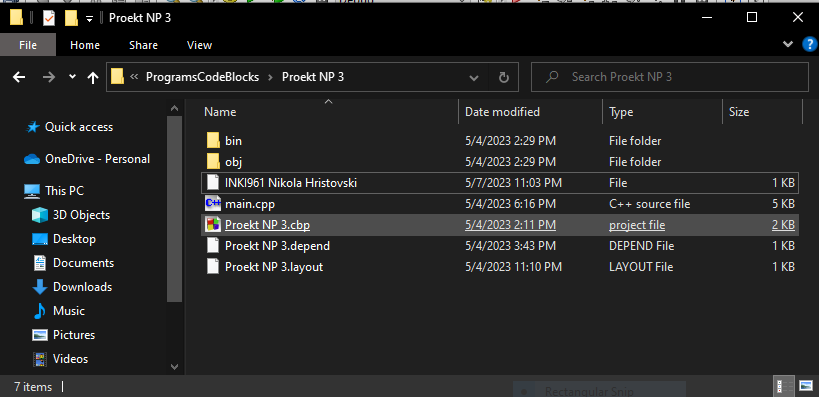 Proekt NP 3
File Home Share View
ProgramsCodeBlocks Proekt NP 3 Search Proekt NP 3
Name Date modified Type Size
Quick access
OneDrive - Personal
This PC
3D Objects
Desktop
Documents
Downloads
Music
Pictures
Videos
bin 5/4/2023 2:29 PM File folder
obj 5/4/2023 2:29 PM File folder
INKI961 Nikola Hristovski 5/7/2023 11:03 PM File 1 KB
main.cpp 5/4/2023 6:16 PM C++ source file 5 KB
Proekt NP 3.cbp 5/4/2023 2:11 PM project file 2 KB
Proekt NP 3.depend 5/4/2023 3:43 PM DEPEND File 1 KB
Proekt NP 3.layout 5/4/2023 11:10 PM LAYOUT File 1 KB
7 items
Rectangular Snip